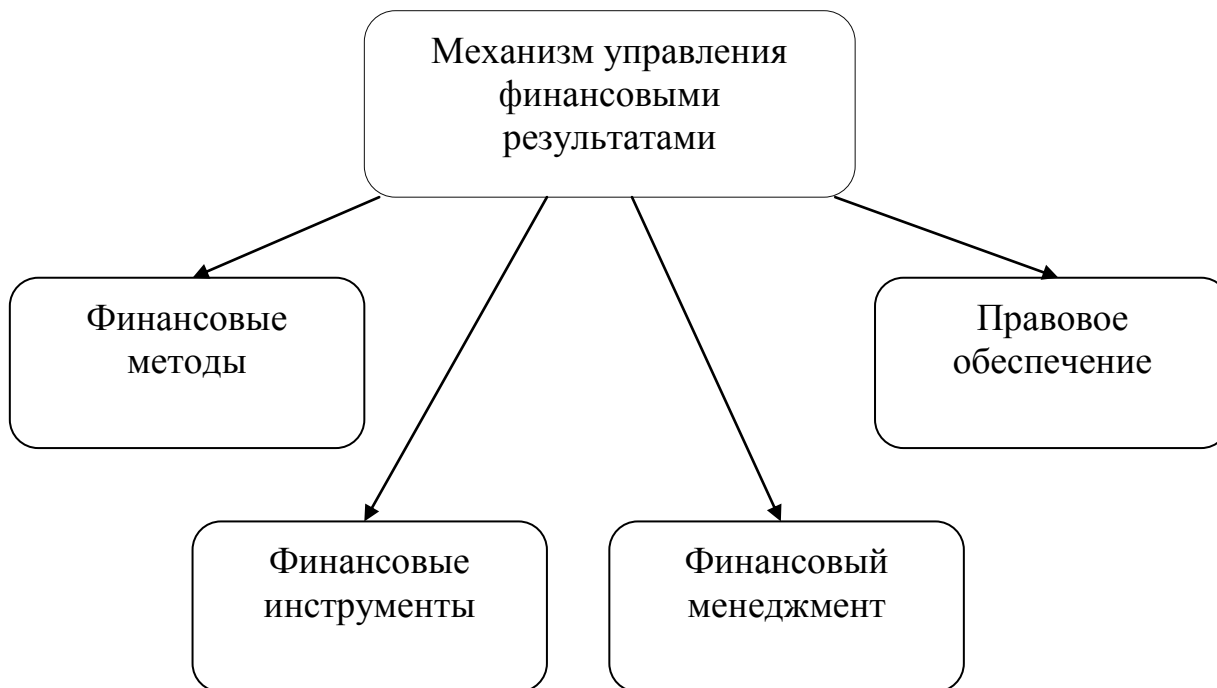 Механизм управления
финансовыми
результатами
Финансовые
методы
Правовое
обеспечение
Финансовые
инструменты
Финансовый
менеджмент